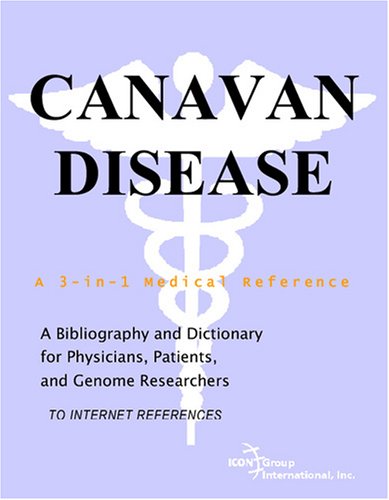 CANAVAN
DISEASE
A 3-in-1 Medical Reference
A Bibliography and Dictionary
for Physicians, Patients,
and Genome Researchers
TO INTERNET REFERENCES
ICON Group
International, Inc.